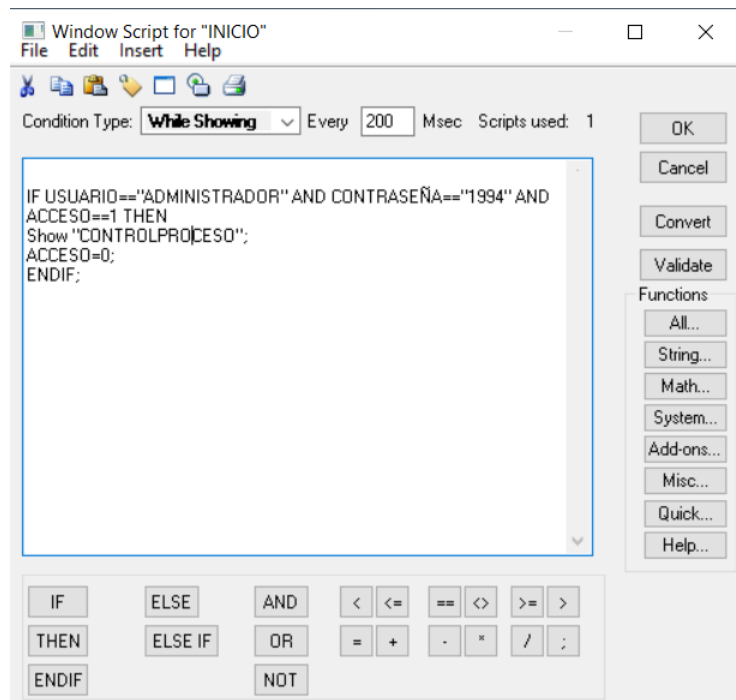 Window Script for "INICIO"
File Edit Insert Help
Condition Type: While Showing Every 200 Msec Scripts used: 1
OK
Cancel
IF USUARIO=="ADMINISTRADOR" AND CONTRASEÑA=="1994" AND
ACCESO==1 THEN
Show "CONTROLPROCESO";
ACCESO=0;
ENDIF;
Convert
Validate
Functions
All...
String...
Math...
System...
Add-ons...
Misc...
Quick...
Help...
IF ELSE AND < <= == <> >= >
THEN ELSE IF OR = + - * / ;
ENDIF NOT